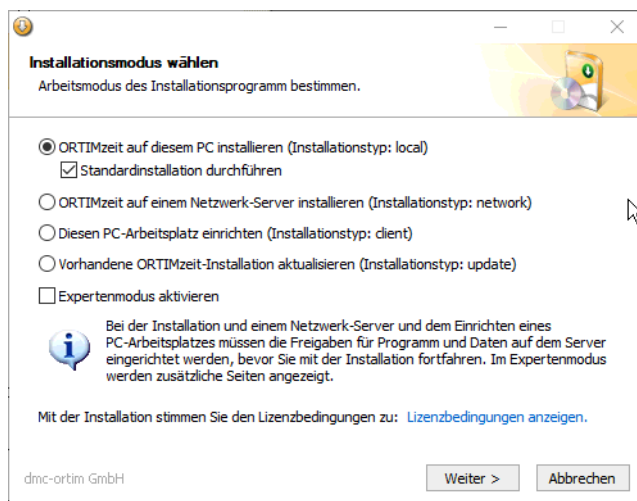 Installationsmodus wählen
Arbeitsmodus des Installationsprogramm bestimmen.
ORTIMzeit auf diesem PC installieren (Installationstyp: local)
Standardinstallation durchführen
ORTIMzeit auf einem Netzwerk-Server installieren (Installationstyp: network)
Diesen PC-Arbeitsplatz einrichten (Installationstyp: client)
Vorhandene ORTIMzeit-Installation aktualisieren (Installationstyp: update)
Expertenmodus aktivieren
Bei der Installation und einem Netzwerk-Server und dem Einrichten eines
PC-Arbeitsplatzes müssen die Freigaben für Programm und Daten auf dem Server
eingerichtet werden, bevor Sie mit der Installation fortfahren. Im Expertenmodus
werden zusätzliche Seiten angezeigt.
Mit der Installation stimmen Sie den Lizenzbedingungen zu: Lizenzbedingungen anzeigen.
dmc-ortim GmbH Weiter > Abbrechen